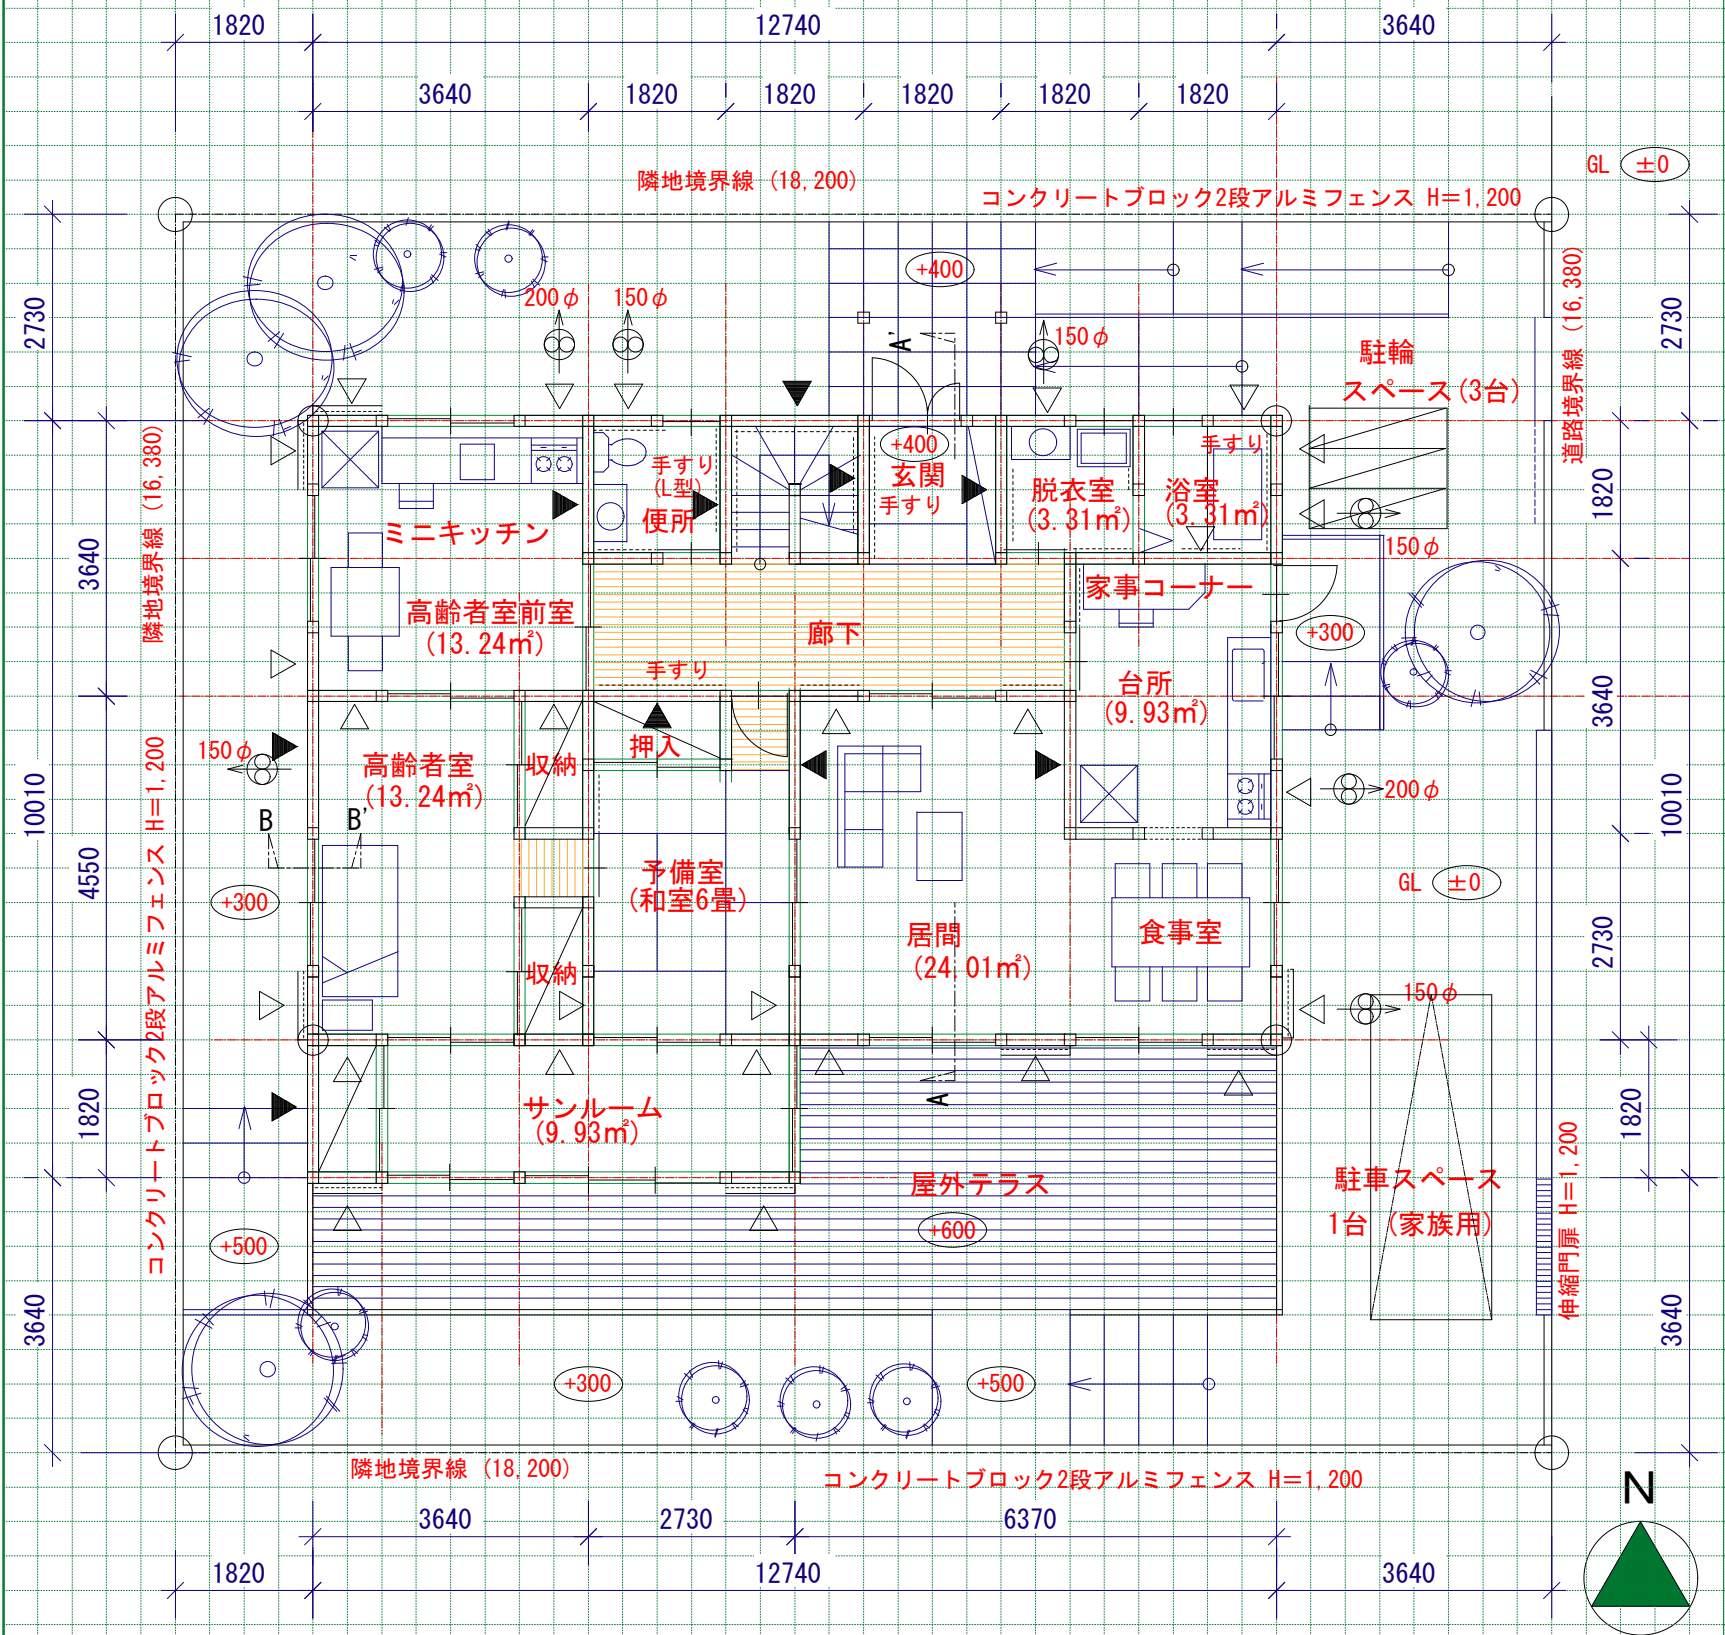 1820
12740
3640
3640
1820
1820
1820
1820
1820
GL ±0
隣地境界線 (18,200)
コンクリートブロック2段アルミフェンス H=1,200
+400
200φ
150φ
150φ
A'
道路境界線 (16,380)
駐輪
スペース(3台)
2730
2730
隣地境界線 (16,380)
手すり
(L型)
便所
+400
玄関
手すり
脱衣室
(3.31㎡)
手すり
浴室
(3.31㎡)
1820
ミニキッチン
150φ
3640
高齢者室前室
(13.24㎡)
廊下
手すり
家事コーナー
+300
台所
(9.93㎡)
3640
150φ
高齢者室
(13.24㎡)
収納
押入
200φ
コンクリートブロック2段アルミフェンス H=1,200
10010
10010
B
B'
4550
+300
予備室
(和室6畳)
GL ±0
居間
(24.01㎡)
食事室
2730
収納
150φ
A
1820
サンルーム
(9.93㎡)
1820
屋外テラス
+600
駐車スペース
1台 (家族用)
伸縮門扉 H=1,200
+500
3640
3640
+300
+500
隣地境界線 (18,200)
コンクリートブロック2段アルミフェンス H=1,200
N
3640
2730
6370
1820
12740
3640